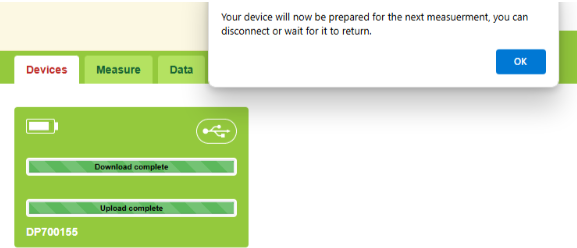 Your device will now be prepared for the next measuerment, you can
disconnect or wait for it to return.
OK
Devices
Measure
Data
Download complete
Upload complete
DP700155